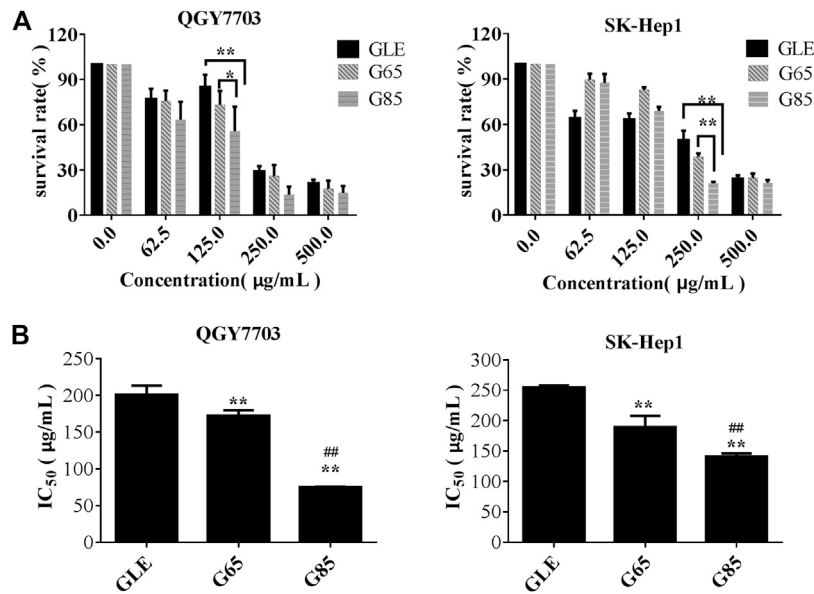 A
QGY7703
survival rate( % )
120
90
60
30
0
**
*
GLE
G65
G85
0.0
62.5
125.0
250.0
500.0
Concentration( μg/mL )
SK-Hep1
survival rate( % )
120
90
60
30
0
**
**
GLE
G65
G85
0.0
62.5
125.0
250.0
500.0
Concentration( μg/mL )
B
QGY7703
IC50 ( μg/mL )
250
200
150
100
50
0
**
##
**
GLE
G65
G85
SK-Hep1
IC50 ( μg/mL )
300
250
200
150
100
50
0
**
##
**
GLE
G65
G85